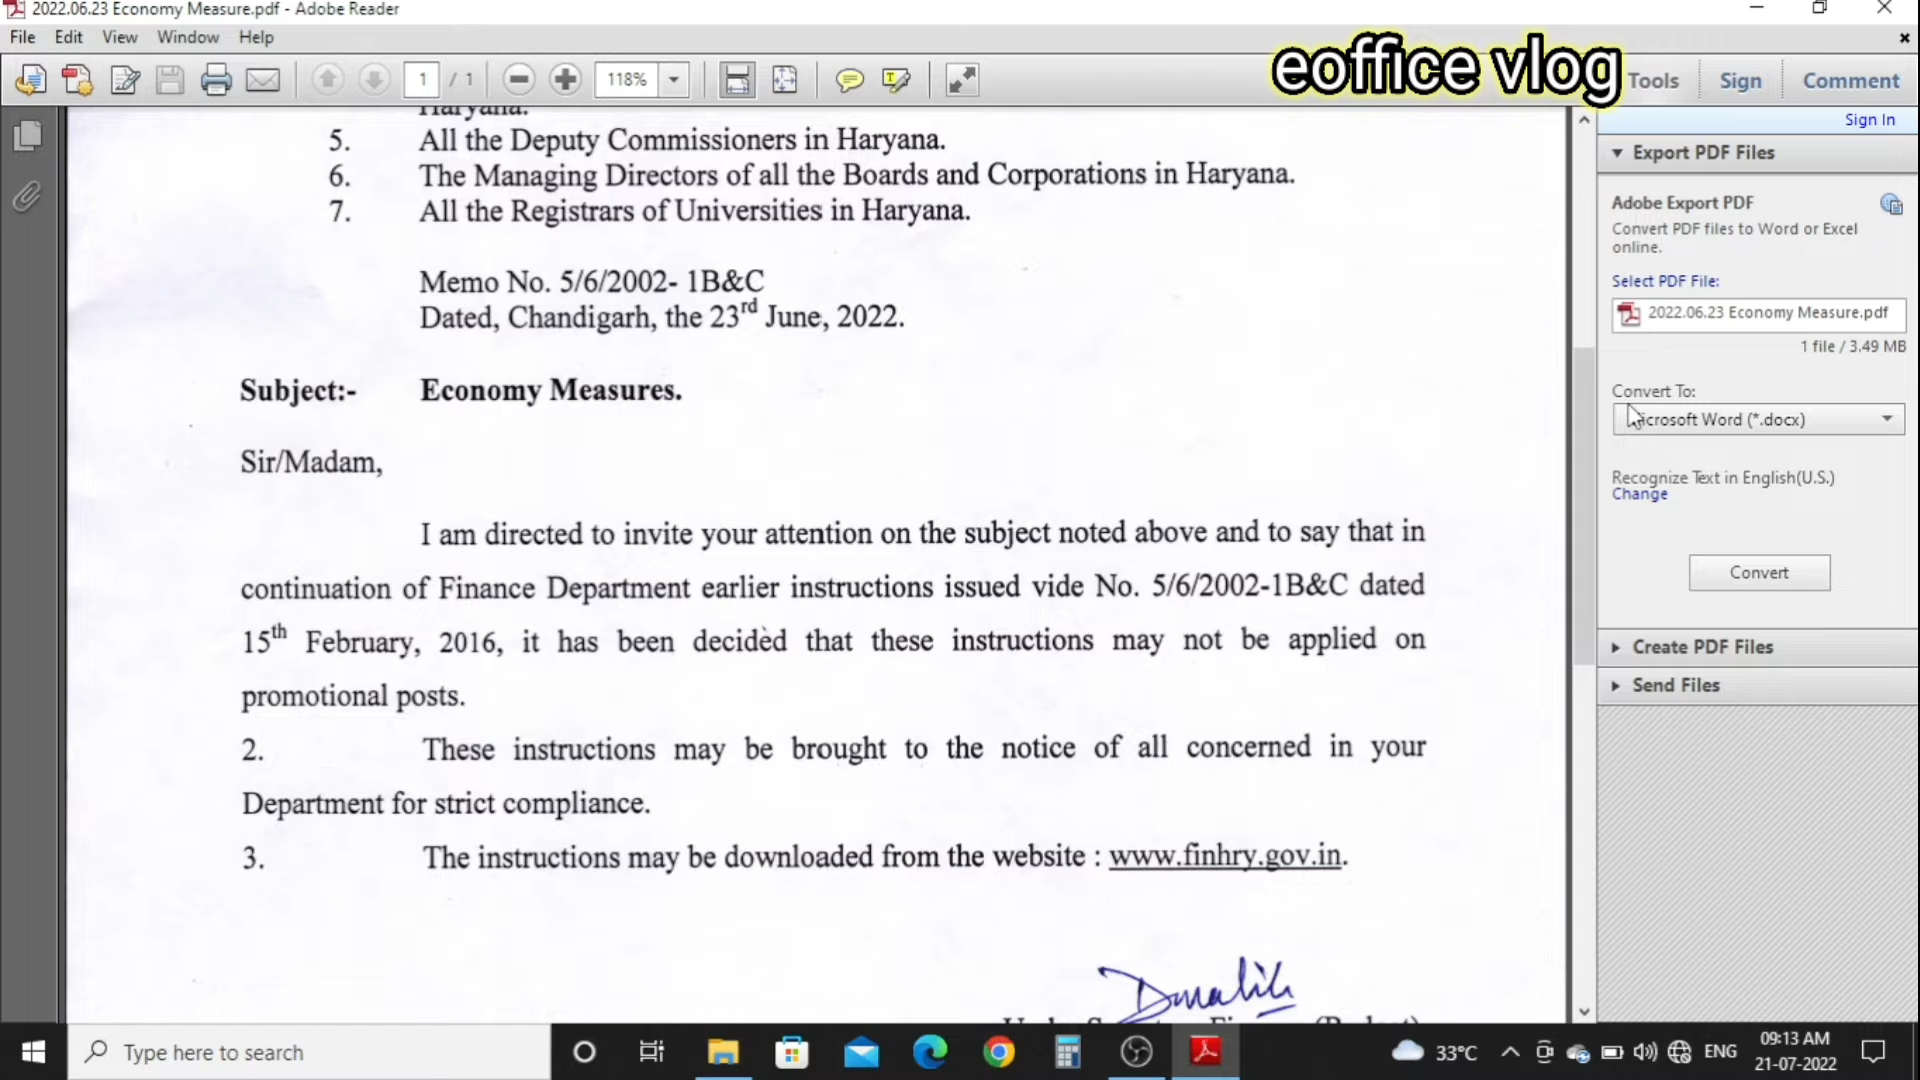 2022.06.23 Economy Measure.pdf - Adobe Reader
File Edit View Window Help
eoffice vlog
1 / 1 118% Tools Sign Comment
Sign In
Haryana.
5. All the Deputy Commissioners in Haryana.
6. The Managing Directors of all the Boards and Corporations in Haryana.
7. All the Registrars of Universities in Haryana.
Memo No. 5/6/2002- 1B&C
Dated, Chandigarh, the 23rd June, 2022.
Subject:- Economy Measures.
Sir/Madam,
I am directed to invite your attention on the subject noted above and to say that in
continuation of Finance Department earlier instructions issued vide No. 5/6/2002-1B&C dated
15th February, 2016, it has been decided that these instructions may not be applied on
promotional posts.
2. These instructions may be brought to the notice of all concerned in your
Department for strict compliance.
3. The instructions may be downloaded from the website : www.finhry.gov.in.
Export PDF Files
Adobe Export PDF
Convert PDF files to Word or Excel
online.
Select PDF File:
2022.06.23 Economy Measure.pdf
1 file / 3.49 MB
Convert To:
Microsoft Word (*.docx)
Recognize Text in English(U.S.)
Change
Convert
Create PDF Files
Send Files
Type here to search
33°C ENG
09:13 AM
21-07-2022